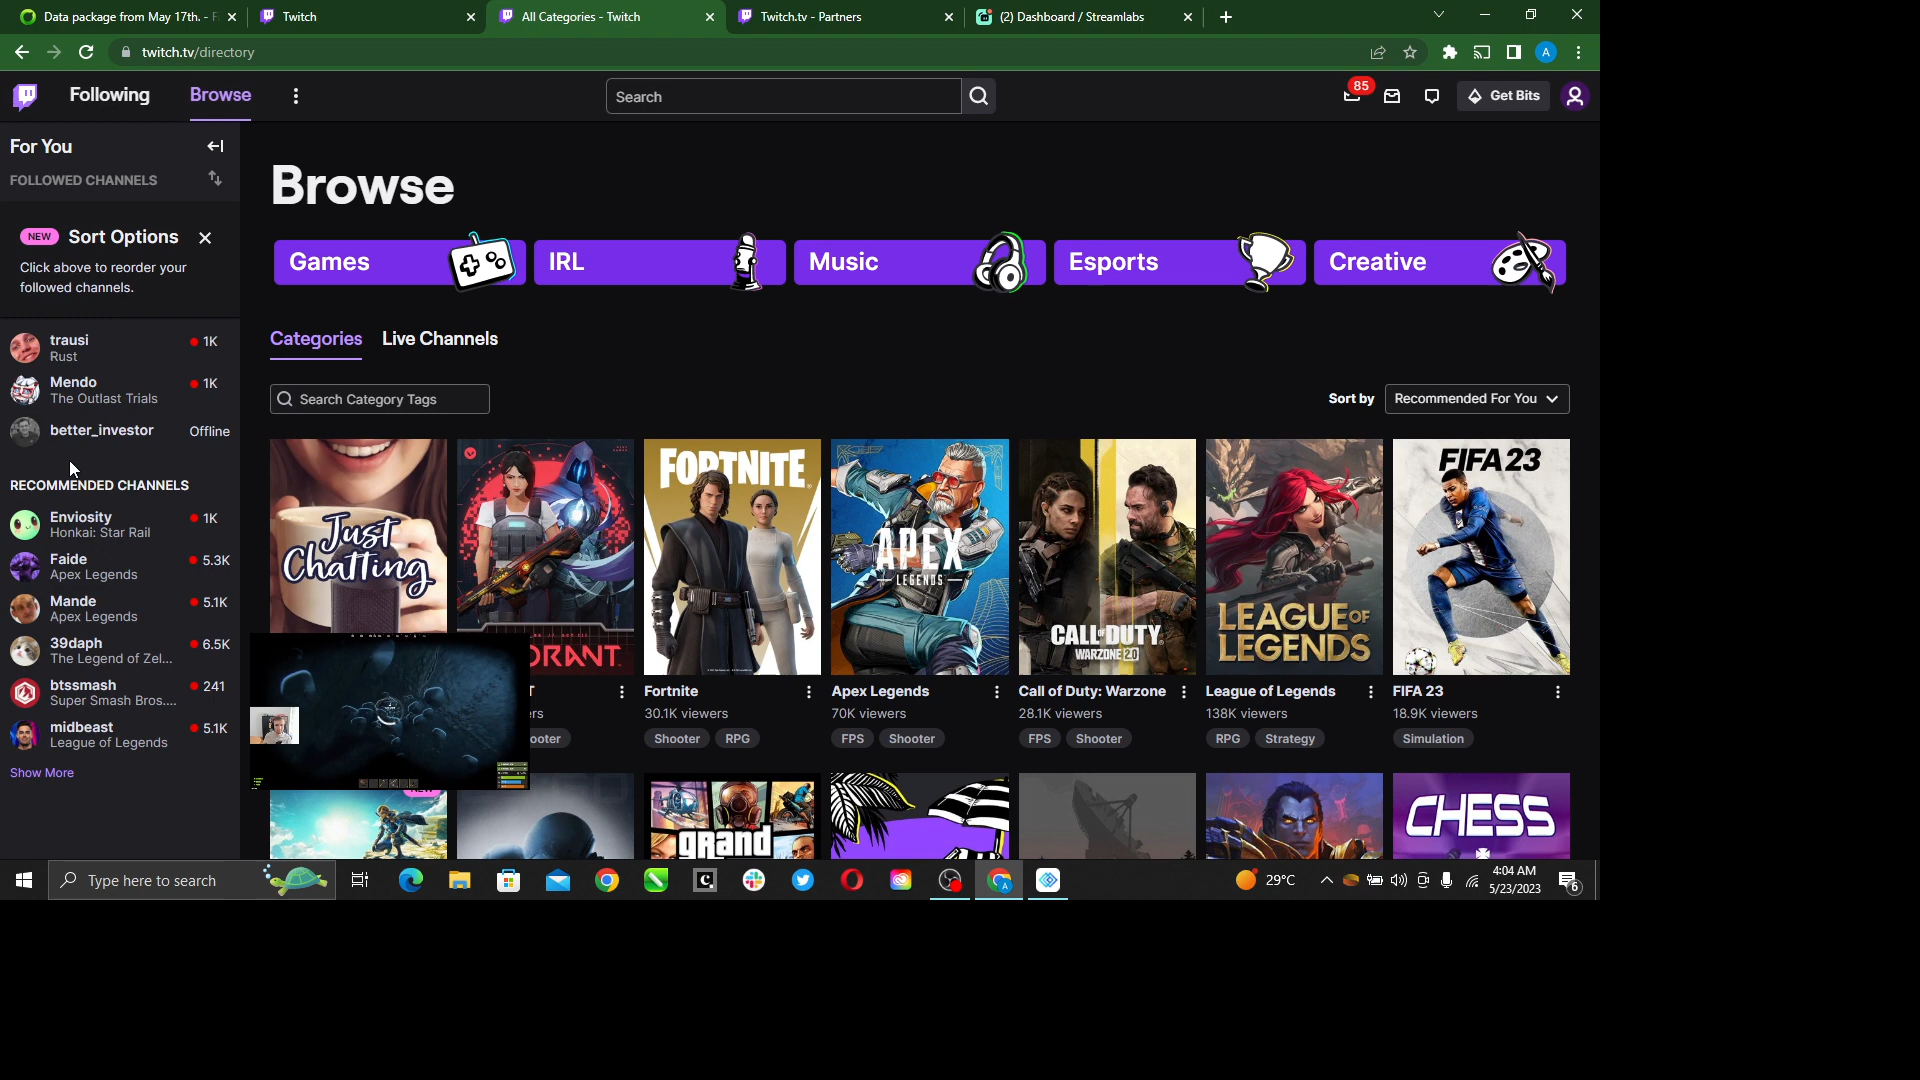 Data package from May 17th. - F
Twitch
All Categories - Twitch
Twitch.tv - Partners
(2) Dashboard / Streamlabs
twitch.tv/directory
A
Following
Browse
Search
85
Get Bits
For You
FOLLOWED CHANNELS
NEW
Sort Options
Click above to reorder your
followed channels.
trausi
1K
Rust
Mendo
1K
The Outlast Trials
better_investor
Offline
RECOMMENDED CHANNELS
Enviosity
1K
Honkai: Star Rail
Faide
5.3K
Apex Legends
Mande
5.1K
Apex Legends
39daph
6.5K
The Legend of Zel...
btssmash
241
Super Smash Bros....
midbeast
5.1K
League of Legends
Show More
Browse
Games
IRL
Music
Esports
Creative
Categories
Live Channels
Search Category Tags
Sort by
Recommended For You
Just
Chatting
ORANT
FORTNITE
APEX
LEGENDS
CALL OF DUTY
WARZONE 2.0
LEAGUE OF
LEGENDS
FIFA 23
T
ers
ooter
Fortnite
30.1K viewers
Shooter
RPG
Apex Legends
70K viewers
FPS
Shooter
Call of Duty: Warzone
28.1K viewers
FPS
Shooter
League of Legends
138K viewers
RPG
Strategy
FIFA 23
18.9K viewers
Simulation
grand
CHESS
Type here to search
29°C
4:04 AM
5/23/2023
6